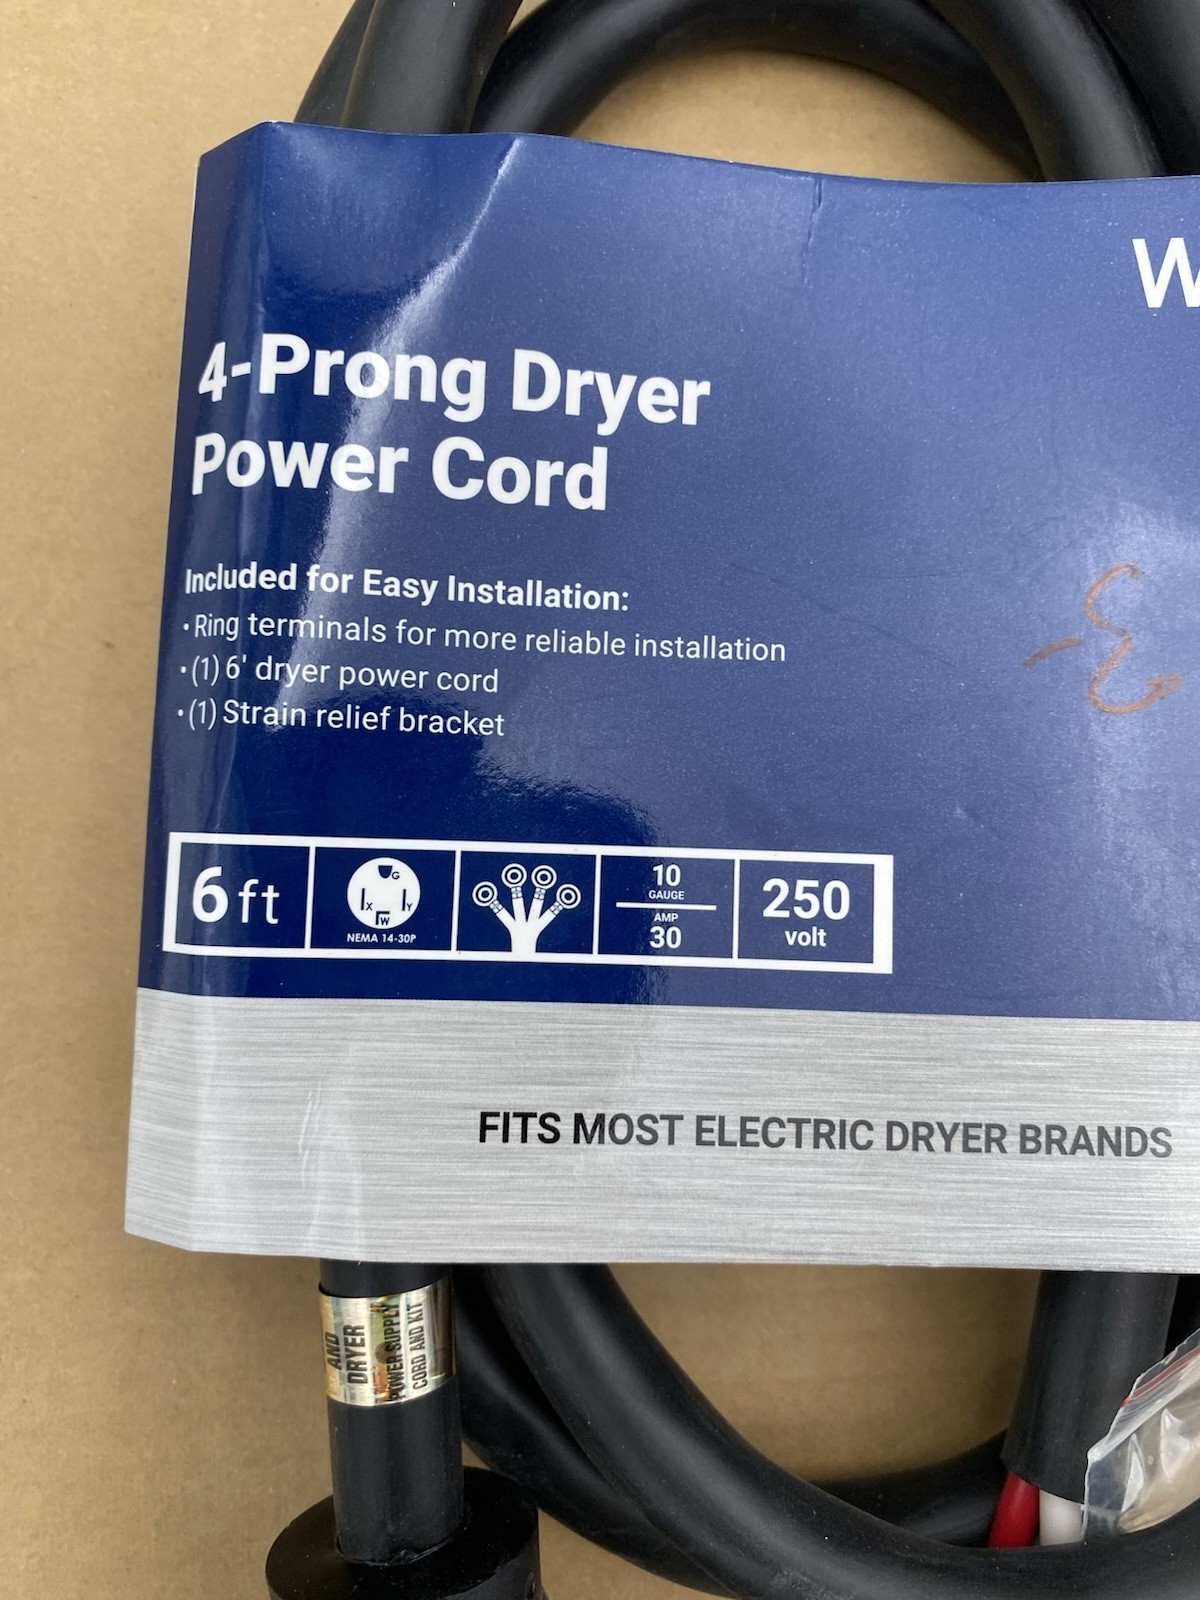 W
4-Prong Dryer
Power Cord
Included for Easy Installation:
• Ring terminals for more reliable installation
• (1) 6' dryer power cord
• (1) Strain relief bracket
6 ft
G
X Y
W
NEMA 14-30P
10
GAUGE
AMP
30
250
volt
FITS MOST ELECTRIC DRYER BRANDS
AND
DRYER
POWER SUPPLY
CORD AND KIT